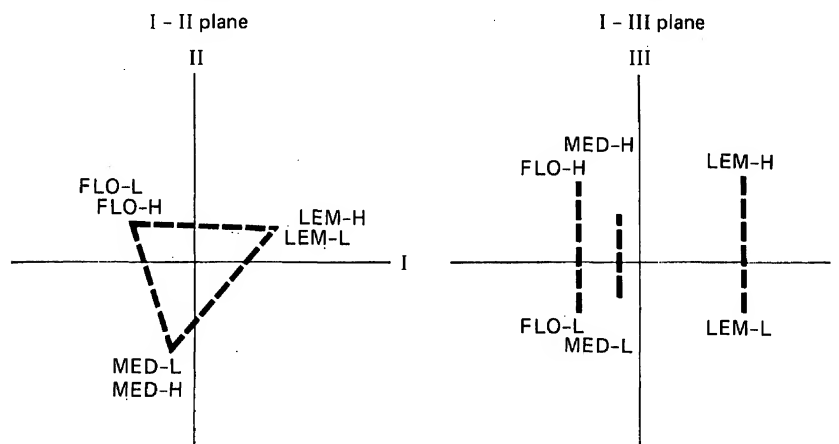 I – II plane
II
FLO-L
FLO-H
LEM-H
LEM-L
I
MED-L
MED-H
I – III plane
III
MED-H
FLO-H
LEM-H
FLO-L
MED-L
LEM-L